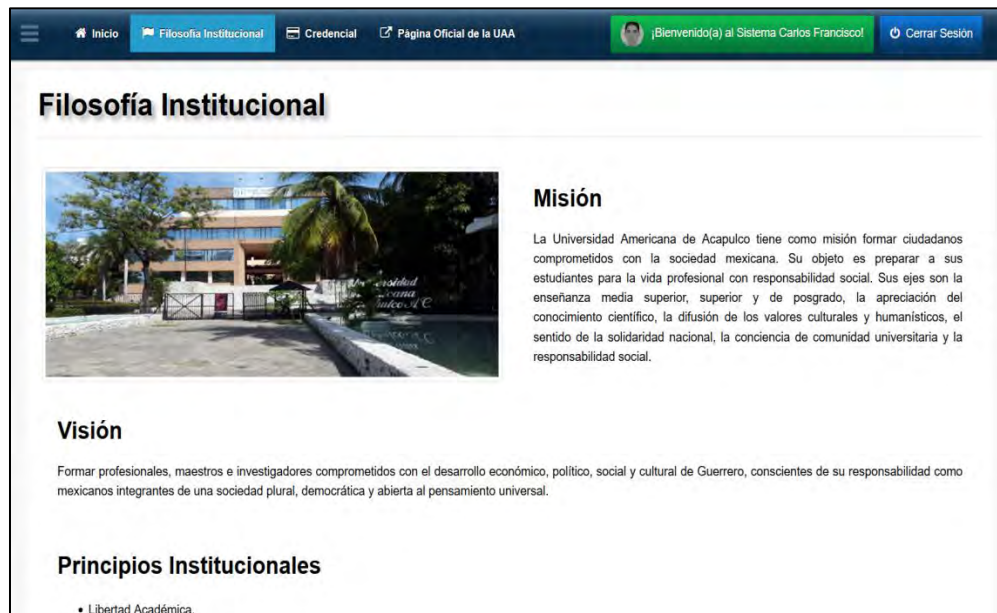 Inicio
Filosofía Institucional
Credencial
Página Oficial de la UAA
¡Bienvenido(a) al Sistema Carlos Francisco!
Cerrar Sesión
Filosofía Institucional
Misión
La Universidad Americana de Acapulco tiene como misión formar ciudadanos
comprometidos con la sociedad mexicana. Su objeto es preparar a sus
estudiantes para la vida profesional con responsabilidad social. Sus ejes son la
enseñanza media superior, superior y de posgrado, la apreciación del
conocimiento científico, la difusión de los valores culturales y humanísticos, el
sentido de la solidaridad nacional, la conciencia de comunidad universitaria y la
responsabilidad social.
Visión
Formar profesionales, maestros e investigadores comprometidos con el desarrollo económico, político, social y cultural de Guerrero, conscientes de su responsabilidad como
mexicanos integrantes de una sociedad plural, democrática y abierta al pensamiento universal.
Principios Institucionales
• Libertad Académica.